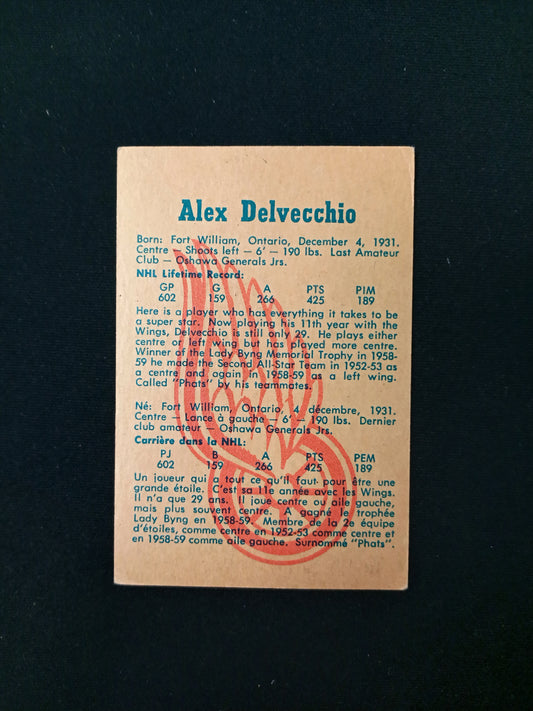 Alex Delvecchio
Born: Fort William, Ontario, December 4, 1931.
Centre — Shoots left — 6' — 190 lbs. Last Amateur
Club — Oshawa Generals Jrs.
NHL Lifetime Record:
GP G A PTS PIM
602 159 266 425 189
Here is a player who has everything it takes to be
a super star. Now playing his 11th year with the
Wings, Delvecchio is still only 29. He plays either
centre or left wing but has played more centre.
Winner of the Lady Byng Memorial Trophy in 1958-
59 he made the Second All-Star Team in 1952-53 as
a centre and again in 1958-59 as a left wing.
Called "Phats" by his teammates.
Né: Fort William, Ontario, 4 décembre, 1931.
Centre — Lance à gauche — 6' — 190 lbs. Dernier
club amateur — Oshawa Generals Jrs.
Carrière dans la NHL:
PJ B A PTS PEM
602 159 266 425 189
Un joueur qui a tout ce qu'il faut pour être une
grande étoile. C'est sa 11e année avec les Wings.
Il n'a que 29 ans. Il joue centre ou aile gauche,
mais plus souvent centre. A gagné le trophée
Lady Byng en 1958-59. Membre de la 2e équipe
d'étoiles, comme centre en 1952-53 comme centre et
en 1958-59 comme aile gauche. Surnommé "Phats".